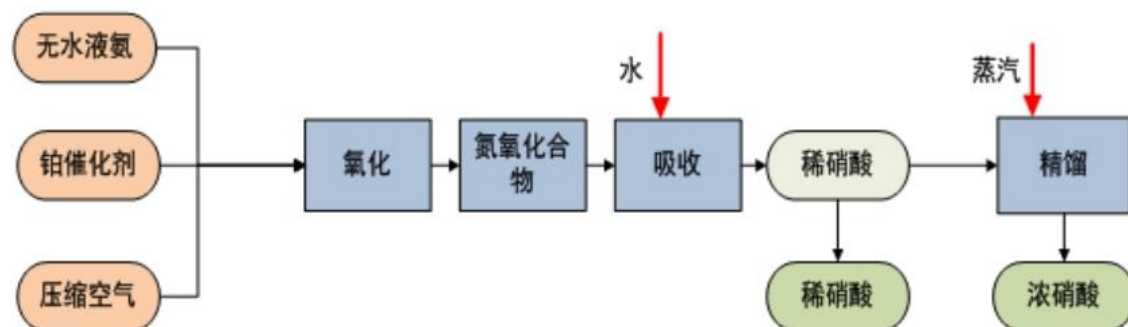 无水液氨
水
蒸汽
铂催化剂
氧化
氮氧化合
物
吸收
稀硝酸
精馏
压缩空气
稀硝酸
浓硝酸